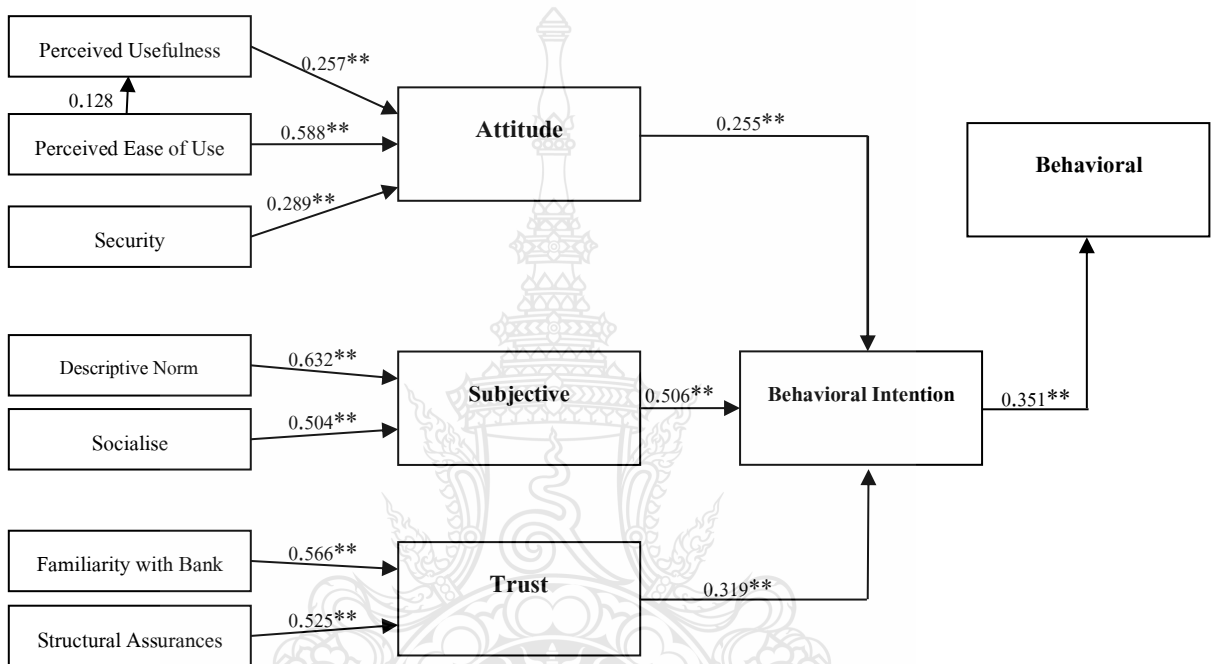 Perceived Usefulness
0.257**
0.128
Attitude
0.588**
0.255**
Perceived Ease of Use
Behavioral
0.289**
Security
Descriptive Norm
0.632**
Subjective
0.506**
Behavioral Intention
0.351**
0.504**
Socialise
Familiarity with Bank
0.566**
Trust
0.319**
0.525**
Structural Assurances